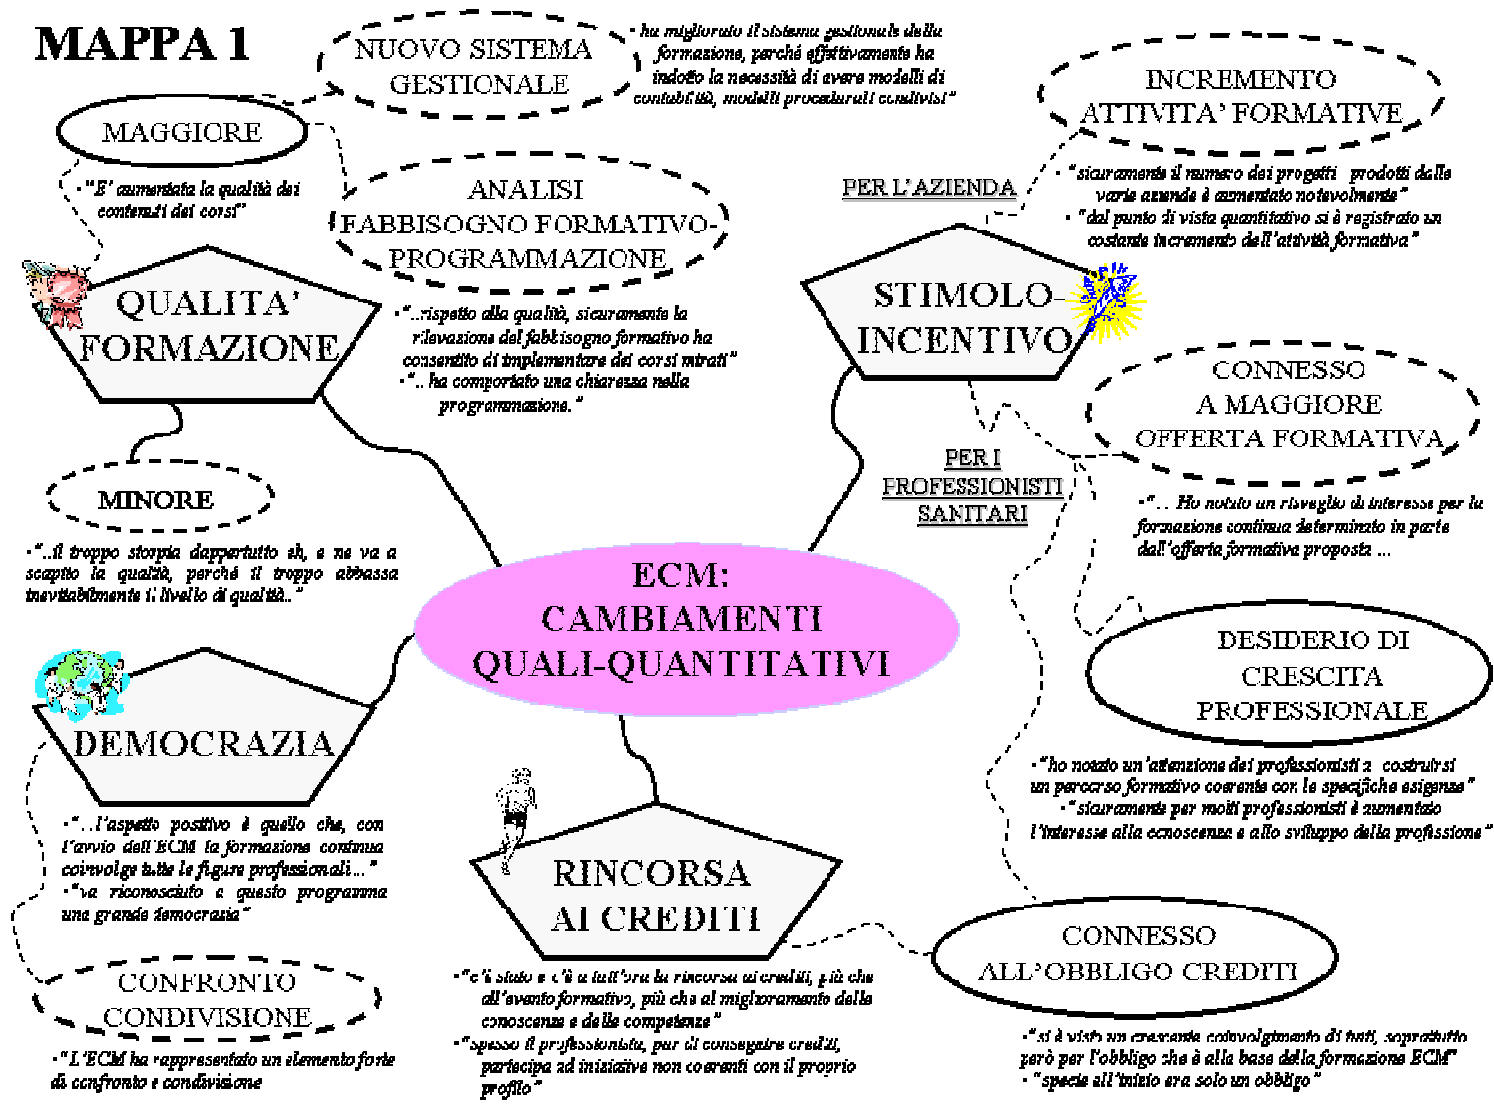 MAPPA 1
NUOVO SISTEMA
GESTIONALE
• ha migliorato il sistema gestionale della
formazione, perché effettivamente ha
indotto la necessità di avere modelli di
contabilità, modelli procedurali condivisi”
MAGGIORE
• “E’ aumentata la qualità dei
contenuti dei corsi”
ANALISI
FABBISOGNO FORMATIVO-
PROGRAMMAZIONE
• “..rispetto alla qualità, sicuramente la
rilevazione del fabbisogno formativo ha
consentito di implementare dei corsi mirati”
• “.. ha comportato una chiarezza nella
programmazione.”
QUALITA’
FORMAZIONE
MINORE
• “..il troppo storpia dappertutto eh, e ne va a
scapito la qualità, perché il troppo abbassa
inevitabilmente il livello di qualità..”
INCREMENTO
ATTIVITA’ FORMATIVE
PER L’AZIENDA
• “sicuramente il numero dei progetti prodotti dalle
varie aziende è aumentato notevolmente”
• “dal punto di vista quantitativo si è registrato un
costante incremento dell’attività formativa”
STIMOLO-
INCENTIVO
CONNESSO
A MAGGIORE
OFFERTA FORMATIVA
PER I
PROFESSIONISTI
SANITARI
• “... Ho notato un risveglio di interesse per la
formazione continua determinato in parte
dall’offerta formativa proposta ...
ECM:
CAMBIAMENTI
QUALI-QUANTITATIVI
DESIDERIO DI
CRESCITA
PROFESSIONALE
• “ho notato un’attenzione dei professionisti a costruirsi
un percorso formativo coerente con le specifiche esigenze”
• “sicuramente per molti professionisti è aumentato
l’interesse alla conoscenza e allo sviluppo della professione”
DEMOCRAZIA
• “...l’aspetto positivo è quello che, con
l’avvio dell’ECM la formazione continua
coinvolge tutte le figure professionali...”
• “va riconosciuto a questo programma
una grande democrazia”
CONFRONTO
CONDIVISIONE
• “L’ECM ha rappresentato un elemento forte
di confronto e condivisione
RINCORSA
AI CREDITI
• “c’è stato e c’è a tutt’ora la rincorsa ai crediti, più che
all’evento formativo, più che al miglioramento delle
conoscenze e delle competenze”
• “spesso il professionista, pur di conseguire crediti,
partecipa ad iniziative non coerenti con il proprio
profilo”
CONNESSO
ALL’OBBLIGO CREDITI
• “si è visto un crescente coinvolgimento di tutti, soprattutto
però per l’obbligo che è alla base della formazione ECM”
• “specie all’inizio era solo un obbligo”